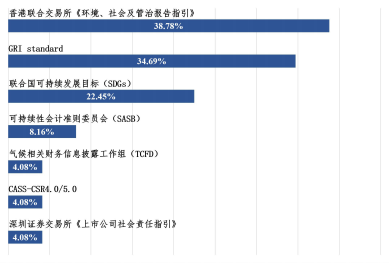 香港联合交易所《环境、社会及管治报告指引》
38.78%
GRI standard
34.69%
联合国可持续发展目标（SDGs）
22.45%
可持续性会计准则委员会（SASB）
8.16%
气候相关财务信息披露工作组（TCFD）
4.08%
CASS-CSR4.0/5.0
4.08%
深圳证券交易所《上市公司社会责任指引》
4.08%